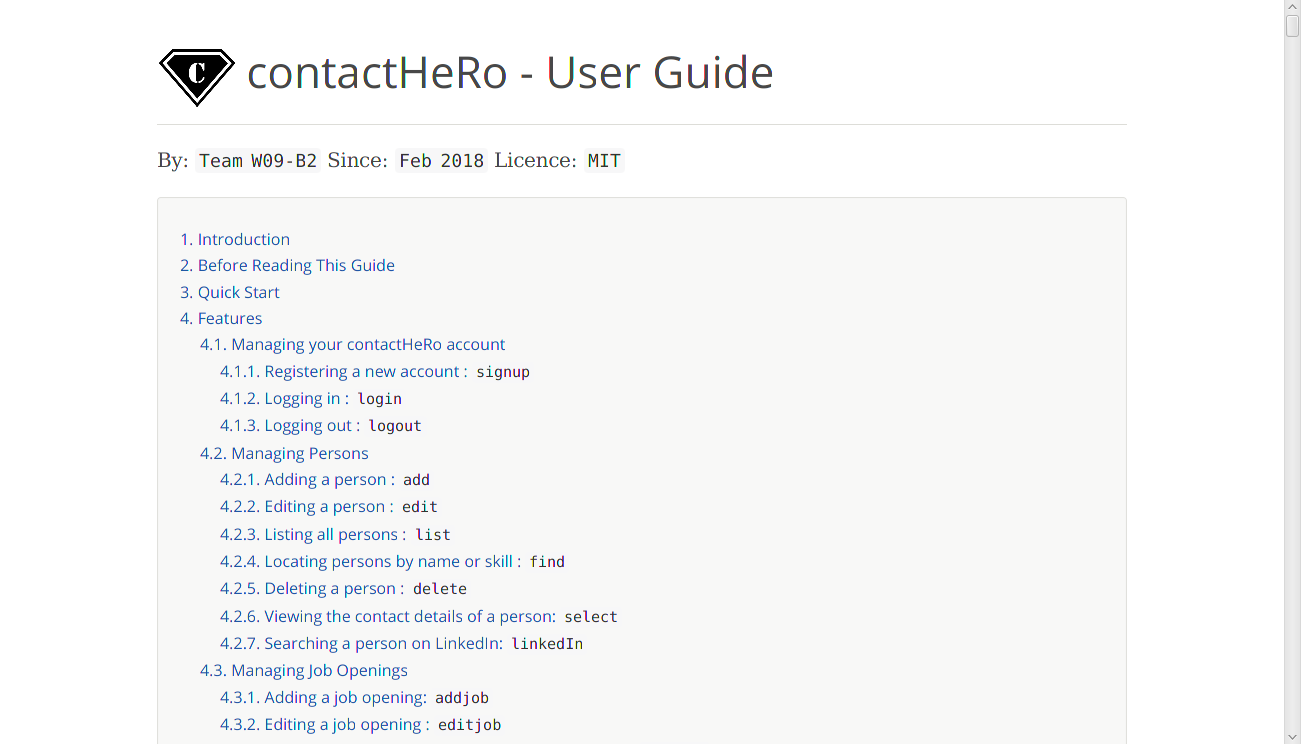 C contactHeRo - User Guide
By: Team W09-B2 Since: Feb 2018 Licence: MIT
1. Introduction
2. Before Reading This Guide
3. Quick Start
4. Features
4.1. Managing your contactHeRo account
4.1.1. Registering a new account : signup
4.1.2. Logging in : login
4.1.3. Logging out : logout
4.2. Managing Persons
4.2.1. Adding a person : add
4.2.2. Editing a person : edit
4.2.3. Listing all persons : list
4.2.4. Locating persons by name or skill : find
4.2.5. Deleting a person : delete
4.2.6. Viewing the contact details of a person: select
4.2.7. Searching a person on LinkedIn: linkedIn
4.3. Managing Job Openings
4.3.1. Adding a job opening: addjob
4.3.2. Editing a job opening : editjob